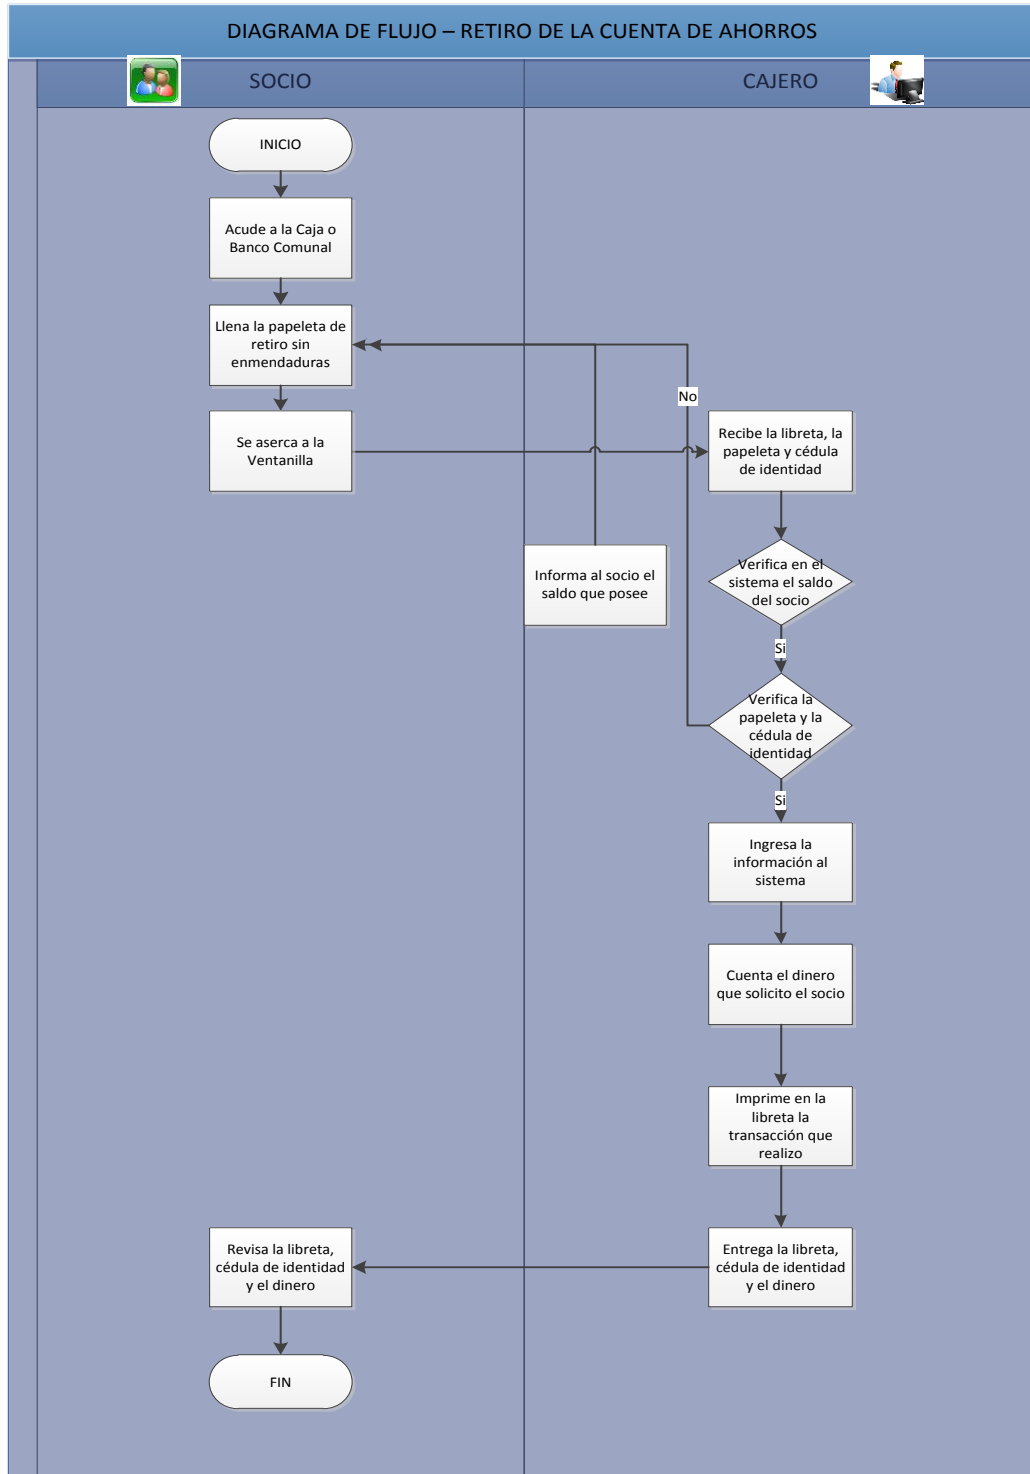 DIAGRAMA DE FLUJO – RETIRO DE LA CUENTA DE AHORROS
SOCIO
CAJERO
INICIO
Acude a la Caja o
Banco Comunal
Llena la papeleta de
retiro sin
enmendaduras
No
Se aserca a la
Ventanilla
Recibe la libreta, la
papeleta y cédula
de identidad
Informa al socio el
saldo que posee
Verifica en el
sistema el saldo
del socio
Si
Verifica la
papeleta y la
cédula de
identidad
Si
Ingresa la
información al
sistema
Cuenta el dinero
que solicito el socio
Imprime en la
libreta la
transacción que
realizo
Entrega la libreta,
cédula de identidad
y el dinero
Revisa la libreta,
cédula de identidad
y el dinero
FIN